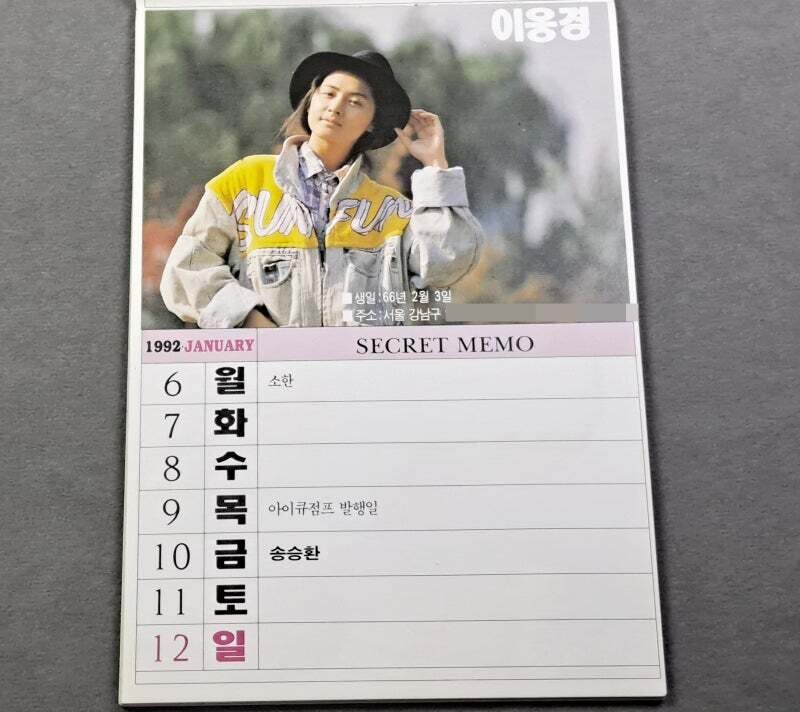 이응경
SUN FUN
■ 생일:66년 2월 3일
■ 주소:서울 강남구
1992·JANUARY SECRET MEMO
6 월 소한
7 화
8 수
9 목 아이큐점프 발행일
10 금 송승환
11 토
12 일